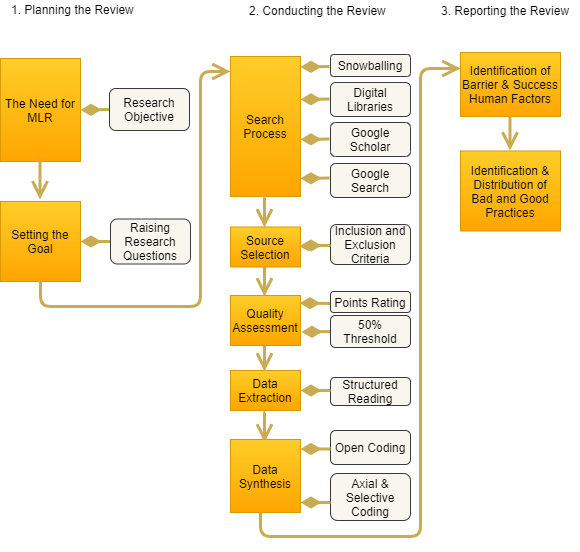 1. Planning the Review
2. Conducting the Review
3. Reporting the Review
The Need for
MLR
Research
Objective
Setting the
Goal
Raising
Research
Questions
Search
Process
Snowballing
Digital
Libraries
Google
Scholar
Google
Search
Source
Selection
Inclusion and
Exclusion
Criteria
Quality
Assessment
Points Rating
50%
Threshold
Data
Extraction
Structured
Reading
Data
Synthesis
Open Coding
Axial &
Selective
Coding
Identification of
Barrier & Success
Human Factors
Identification &
Distribution of
Bad and Good
Practices